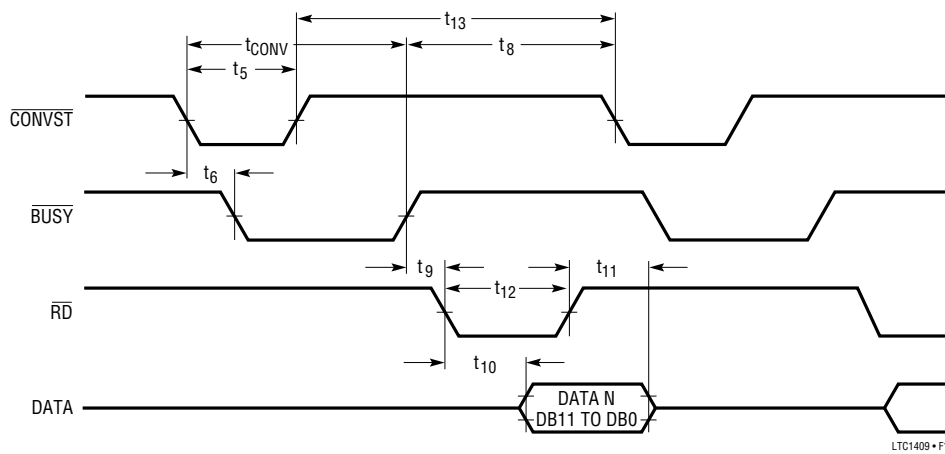 t13
tCONV
t8
t5
CONVST
t6
BUSY
t9
t11
t12
RD
t10
DATA
DATA N
DB11 TO DB0
LTC1409 • F